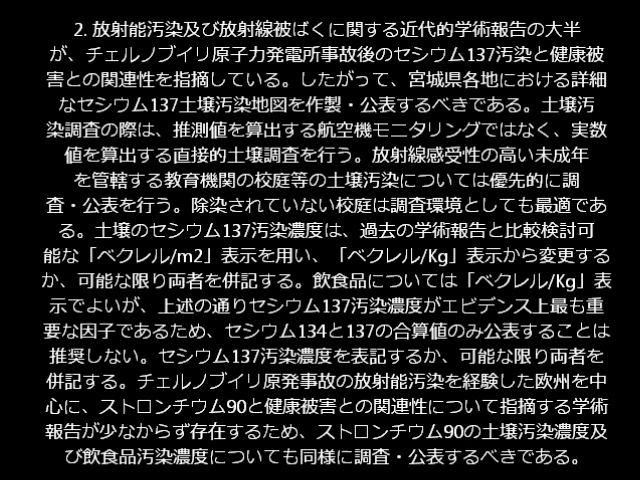 2. 放射能汚染及び放射線被ばくに関する近代的学術報告の大半
が、チェルノブイリ原子力発電所事故後のセシウム137汚染と健康被
害との関連性を指摘している。したがって、宮城県各地における詳細
なセシウム137土壌汚染地図を作製・公表するべきである。土壌汚
染調査の際は、推測値を算出する航空機モニタリングではなく、実数
値を算出する直接的土壌調査を行う。放射線感受性の高い未成年
を管轄する教育機関の校庭等の土壌汚染については優先的に調
査・公表を行う。除染されていない校庭は調査環境としても最適であ
る。土壌のセシウム137汚染濃度は、過去の学術報告と比較検討可
能な「ベクレル/m2」表示を用い、「ベクレル/Kg」表示から変更する
か、可能な限り両者を併記する。飲食品については「ベクレル/Kg」表
示でよいが、上述の通りセシウム137汚染濃度がエビデンス上最も重
要な因子であるため、セシウム134と137の合算値のみ公表することは
推奨しない。セシウム137汚染濃度を表記するか、可能な限り両者を
併記する。チェルノブイリ原発事故の放射能汚染を経験した欧州を中
心に、ストロンチウム90と健康被害との関連性について指摘する学術
報告が少なからず存在するため、ストロンチウム90の土壌汚染濃度及
び飲食品汚染濃度についても同様に調査・公表するべきである。